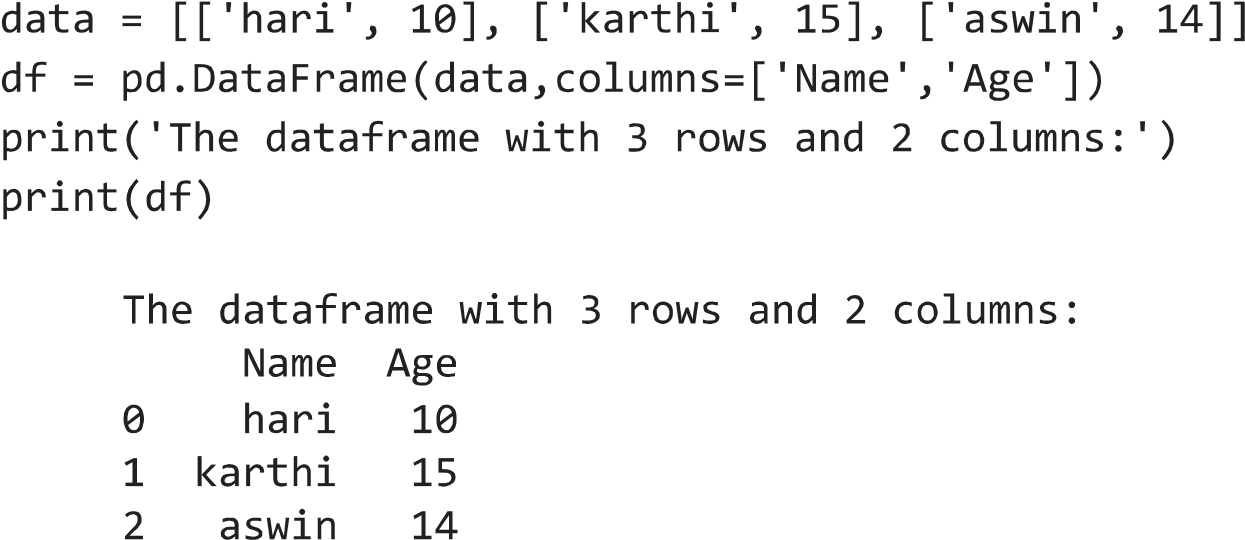 data = [['hari', 10], ['karthi', 15], ['aswin', 14]]
df = pd.DataFrame(data,columns=['Name','Age'])
print('The dataframe with 3 rows and 2 columns:')
print(df)
The dataframe with 3 rows and 2 columns:
Name Age
0 hari 10
1 karthi 15
2 aswin 14